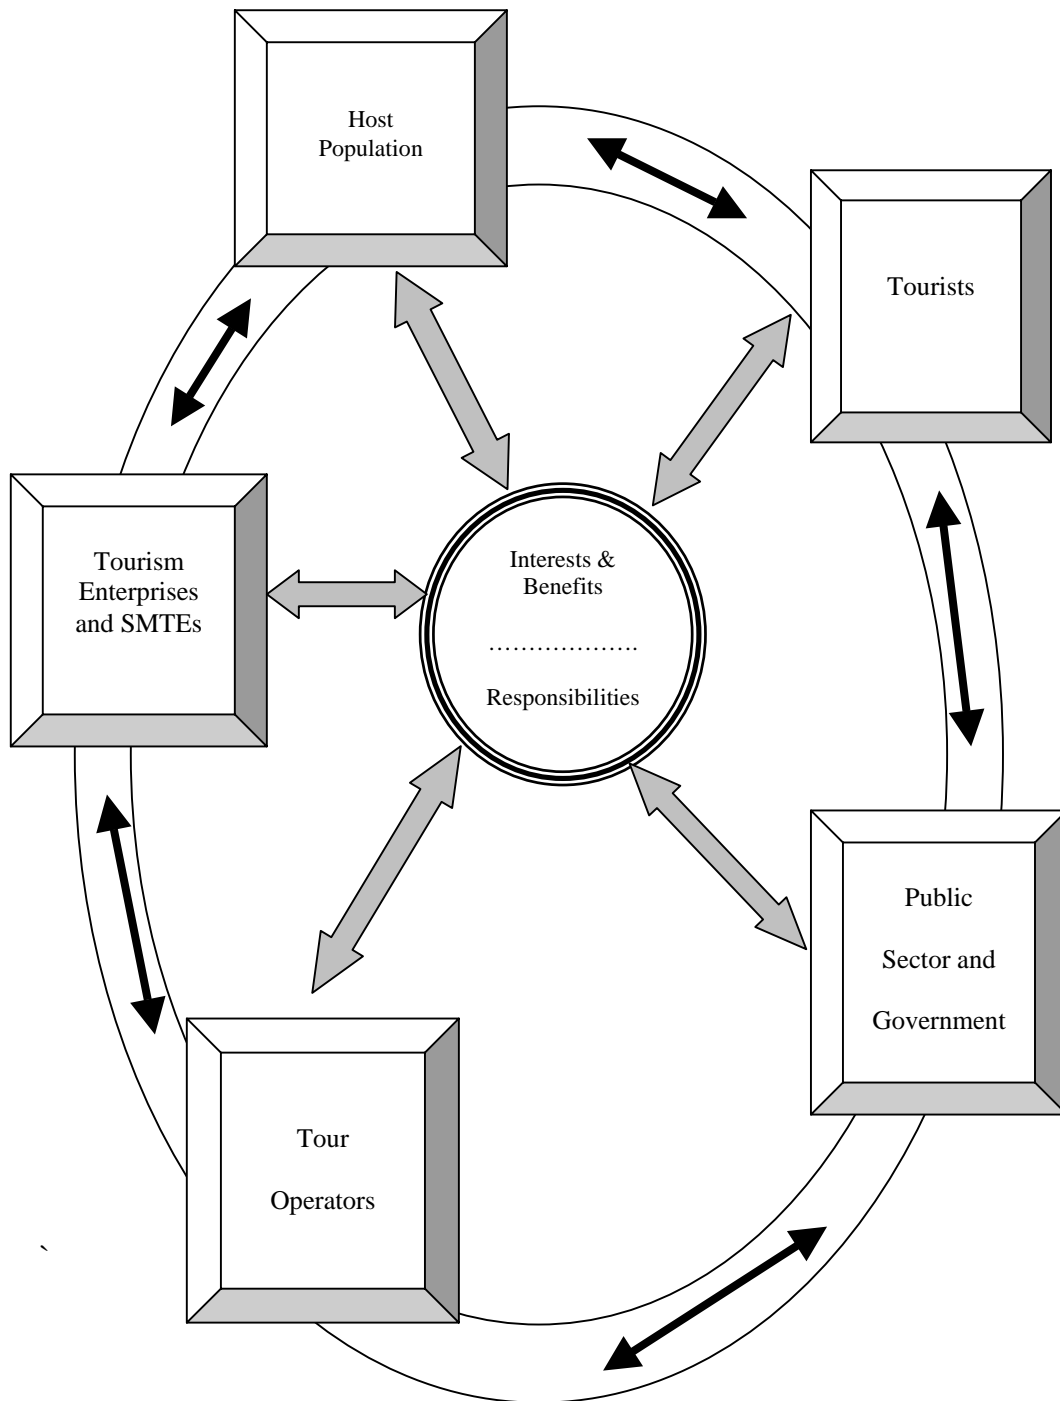 Host
Population
Tourists
Tourism
Enterprises
and SMTEs
Interests &
Benefits
………………..
Responsibilities
Public
Sector and
Government
Tour
Operators
`